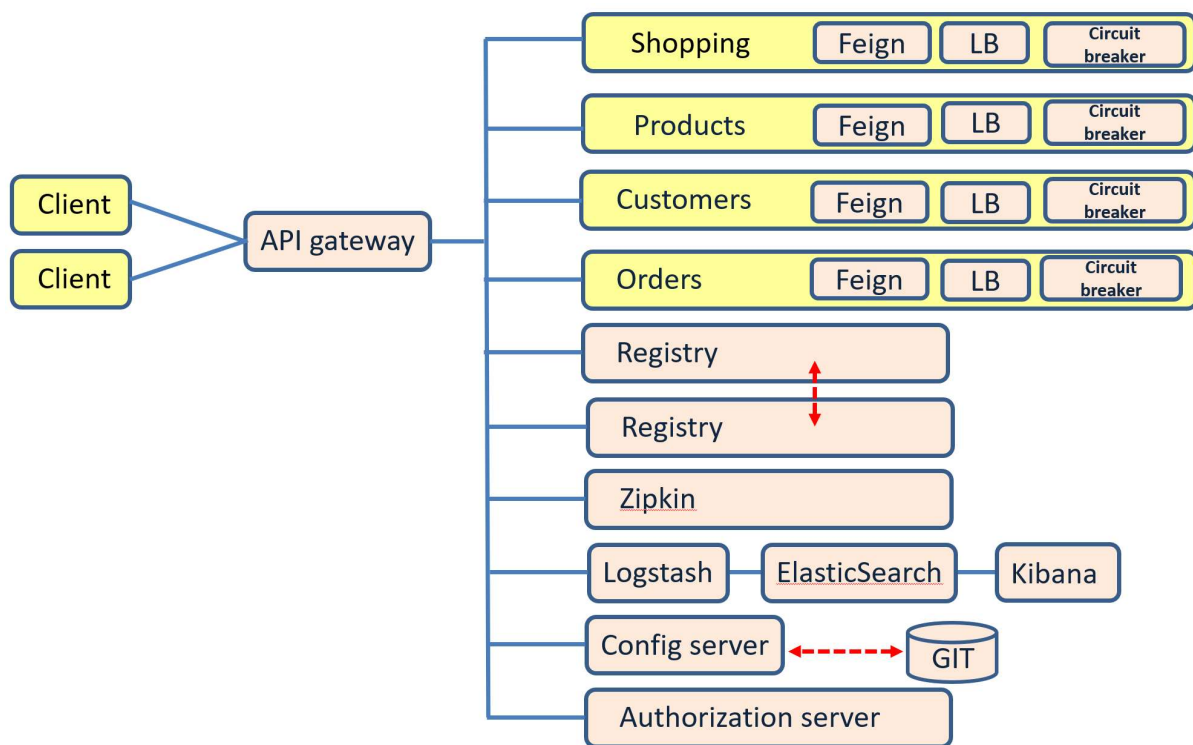 Client
Client
API gateway
Shopping
Feign
LB
Circuit
breaker
Products
Feign
LB
Circuit
breaker
Customers
Feign
LB
Circuit
breaker
Orders
Feign
LB
Circuit
breaker
Registry
Registry
Zipkin
Logstash
ElasticSearch
Kibana
Config server
GIT
Authorization server